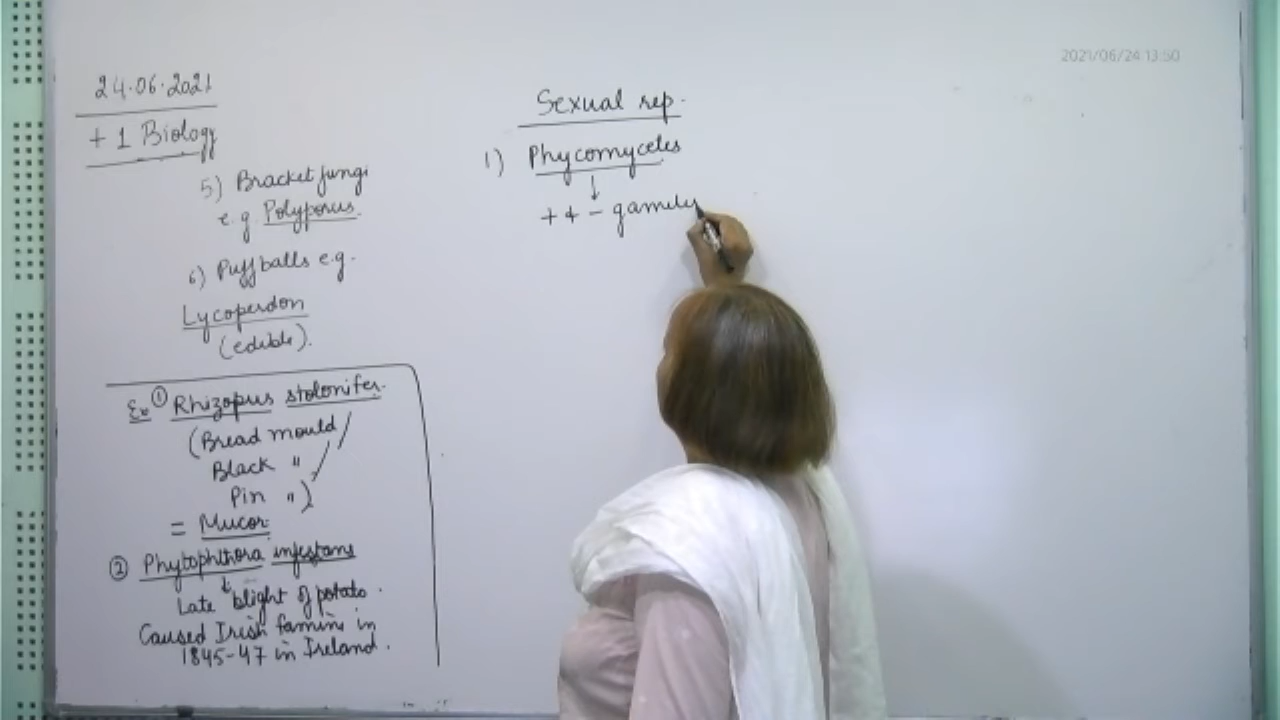 2021/06/24 13:50
24.06.2021
+ 1 Biology
5) Bracket fungi
e.g. Polyporus.
6) Puffballs e.g.
Lycoperdon
(edible).
Ex ① Rhizopus stolonifer.
(Bread mould /
Black " /
Pin " )
= Mucor.
② Phytophthora infestans
↓
Late blight of potato.
Caused Irish famine in
1845-47 in Ireland.
Sexual rep.
1) Phycomycetes
↓
+ & - gametes